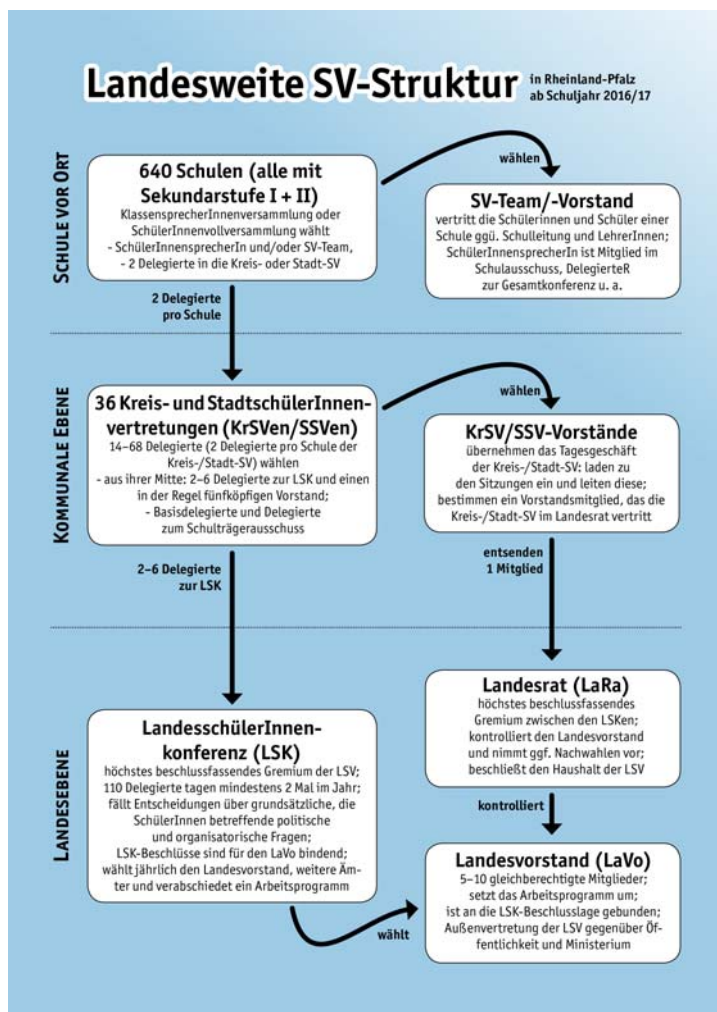 Landesweite SV-Struktur
in Rheinland-Pfalz
ab Schuljahr 2016/17
SCHULE VOR ORT
640 Schulen (alle mit
Sekundarstufe I + II)
KlassensprecherInnenversammlung oder
SchülerInnenvollversammlung wählt
- SchülerInnensprecherIn und/oder SV-Team,
- 2 Delegierte in die Kreis- oder Stadt-SV
wählen
SV-Team/-Vorstand
vertritt die Schülerinnen und Schüler einer
Schule ggü. Schulleitung und LehrerInnen;
SchülerInnensprecherIn ist Mitglied im
Schulausschuss, DelegierteR
zur Gesamtkonferenz u. a.
2 Delegierte
pro Schule
KOMMUNALE EBENE
36 Kreis- und StadtschülerInnen-
vertretungen (KrSVen/SSVen)
14–68 Delegierte (2 Delegierte pro Schule der
Kreis-/Stadt-SV) wählen
- aus ihrer Mitte: 2–6 Delegierte zur LSK und einen
in der Regel fünfköpfigen Vorstand;
- Basisdelegierte und Delegierte
zum Schulträgerausschuss
wählen
KrSV/SSV-Vorstände
übernehmen das Tagesgeschäft
der Kreis-/Stadt-SV: laden zu
den Sitzungen ein und leiten diese;
bestimmen ein Vorstandsmitglied, das die
Kreis-/Stadt-SV im Landesrat vertritt
2–6 Delegierte
zur LSK
entsenden
1 Mitglied
LANDESEBENE
LandesschülerInnen-
konferenz (LSK)
höchstes beschlussfassendes Gremium der LSV;
110 Delegierte tagen mindestens 2 Mal im Jahr;
fällt Entscheidungen über grundsätzliche, die
SchülerInnen betreffende politische
und organisatorische Fragen;
LSK-Beschlüsse sind für den LaVo bindend;
wählt jährlich den Landesvorstand, weitere Äm-
ter und verabschiedet ein Arbeitsprogramm
Landesrat (LaRa)
höchstes beschlussfassendes
Gremium zwischen den LSKen;
kontrolliert den Landesvorstand
und nimmt ggf. Nachwahlen vor;
beschließt den Haushalt der LSV
kontrolliert
Landesvorstand (LaVo)
5–10 gleichberechtigte Mitglieder;
setzt das Arbeitsprogramm um;
ist an die LSK-Beschlusslage gebunden;
Außenvertretung der LSV gegenüber Öf-
fentlichkeit und Ministerium
wählt